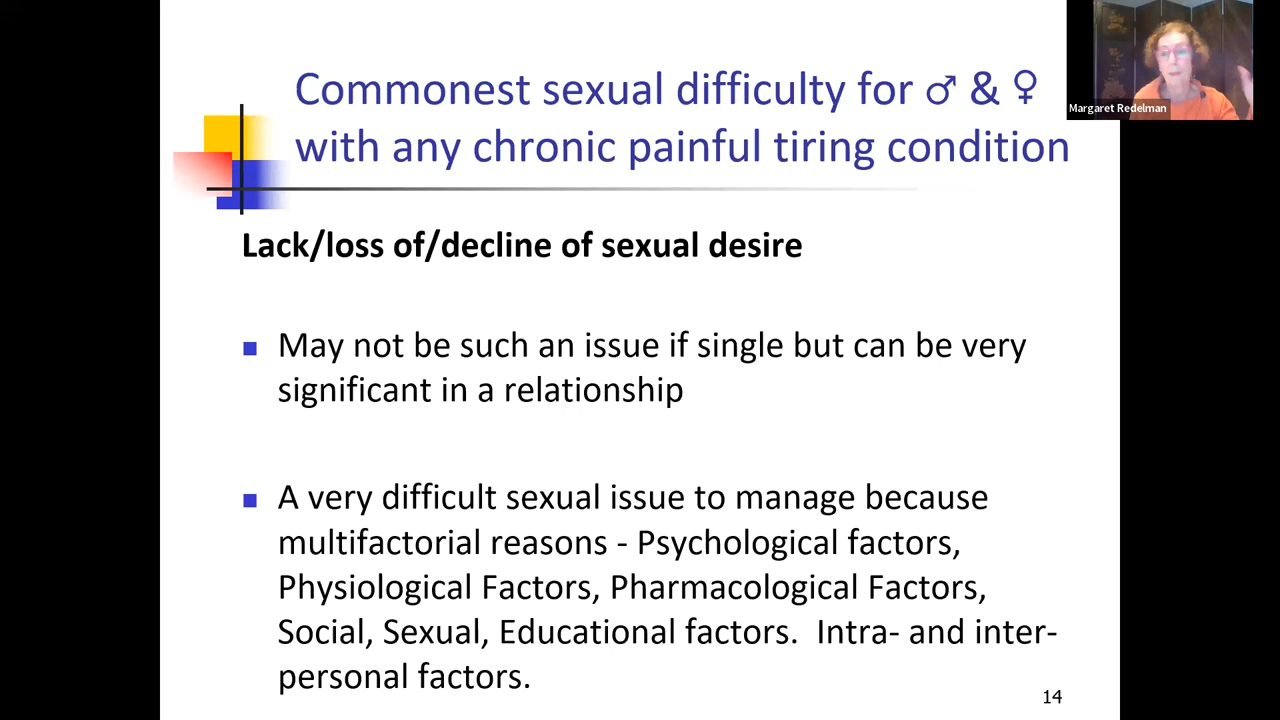 Commonest sexual difficulty for ♂ & ♀
with any chronic painful tiring condition
Margaret Redelman
Lack/loss of/decline of sexual desire
May not be such an issue if single but can be very
significant in a relationship
A very difficult sexual issue to manage because
multifactorial reasons - Psychological factors,
Physiological Factors, Pharmacological Factors,
Social, Sexual, Educational factors.  Intra- and inter-
personal factors.
14